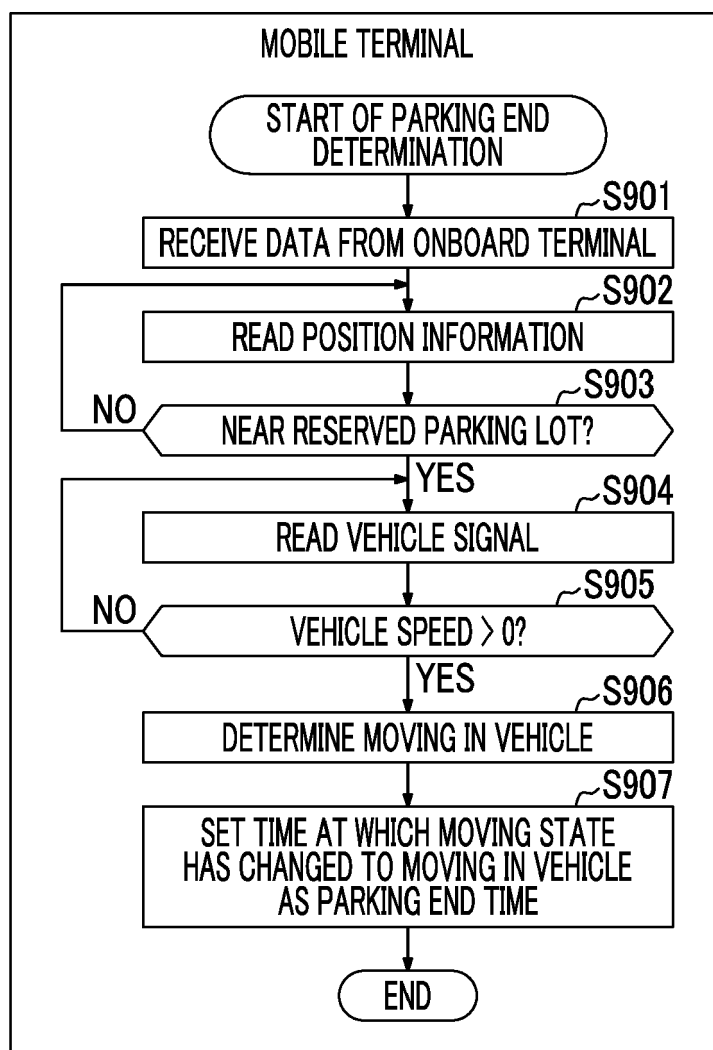 MOBILE TERMINAL
START OF PARKING END
DETERMINATION
S901
RECEIVE DATA FROM ONBOARD TERMINAL
S902
READ POSITION INFORMATION
S903
NO
NEAR RESERVED PARKING LOT?
YES
S904
READ VEHICLE SIGNAL
S905
NO
VEHICLE SPEED > 0?
YES
S906
DETERMINE MOVING IN VEHICLE
S907
SET TIME AT WHICH MOVING STATE
HAS CHANGED TO MOVING IN VEHICLE
AS PARKING END TIME
END